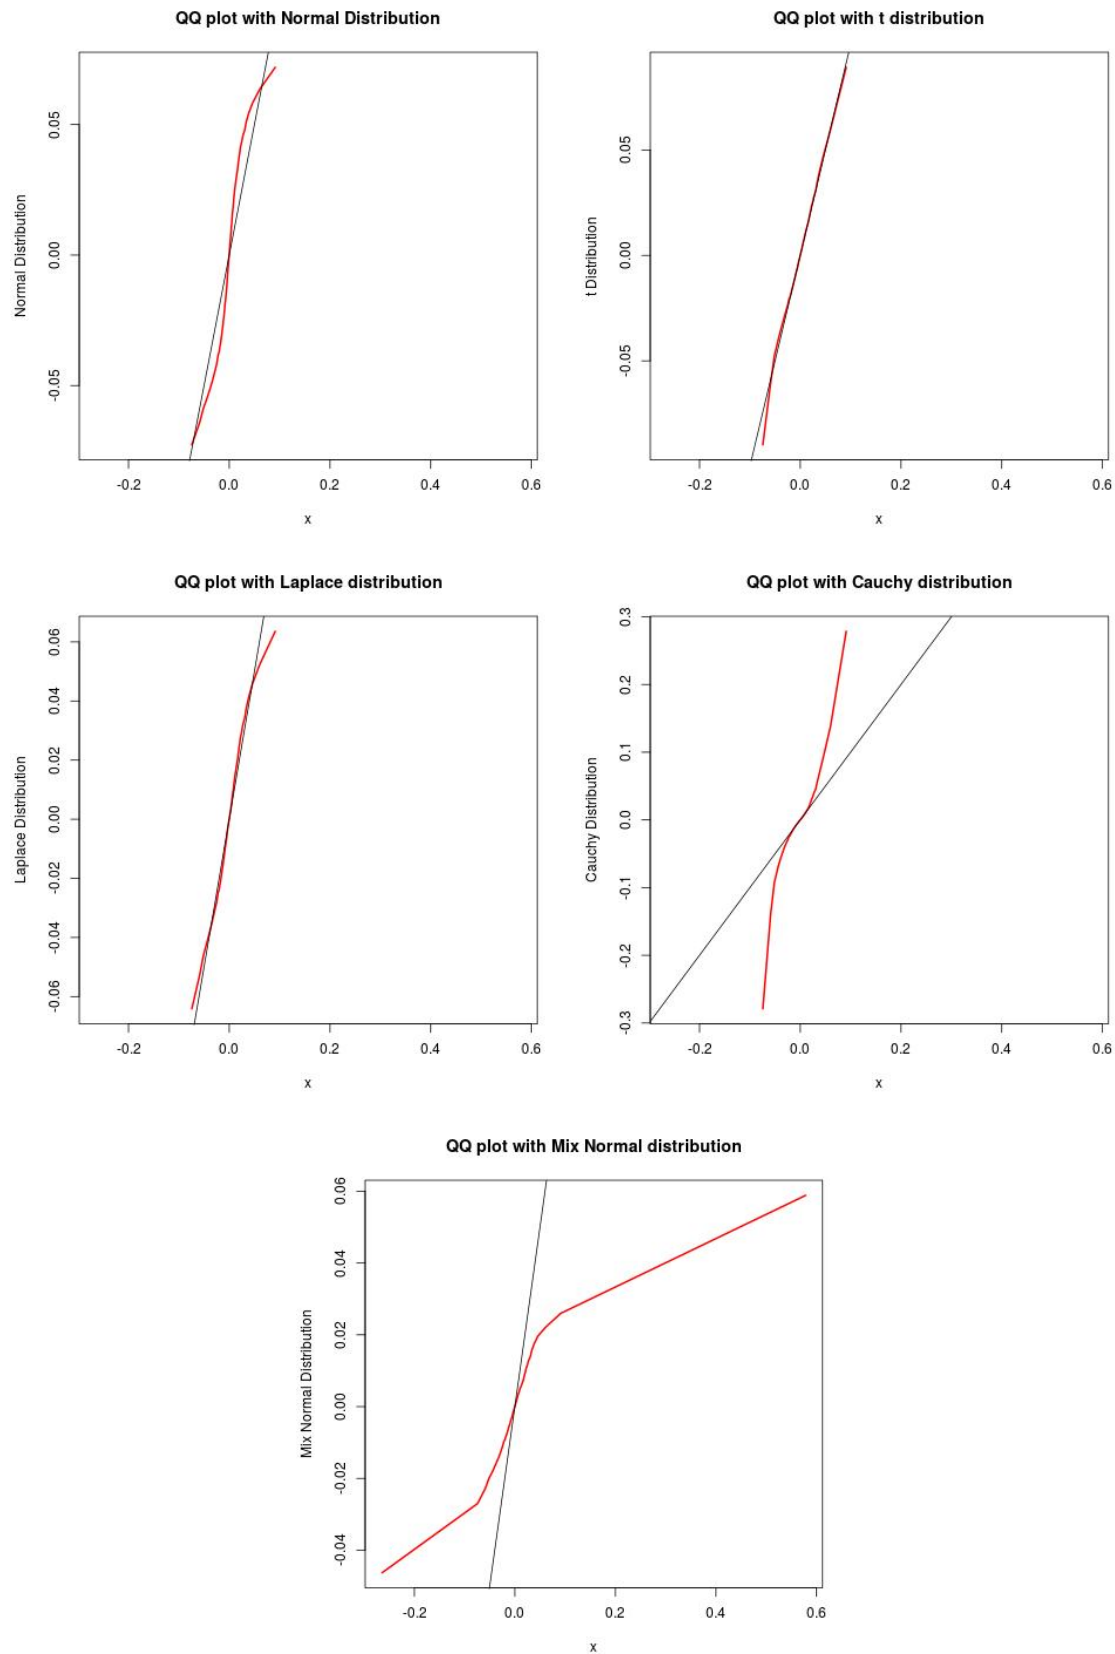 QQ plot with Normal Distribution
Normal Distribution
0.05
0.00
-0.05
-0.2 0.0 0.2 0.4 0.6
x
QQ plot with t distribution
t Distribution
0.05
0.00
-0.05
-0.2 0.0 0.2 0.4 0.6
x
QQ plot with Laplace distribution
Laplace Distribution
0.06
0.04
0.02
0.00
-0.02
-0.04
-0.06
-0.2 0.0 0.2 0.4 0.6
x
QQ plot with Cauchy distribution
Cauchy Distribution
0.3
0.2
0.1
0.0
-0.1
-0.2
-0.3
-0.2 0.0 0.2 0.4 0.6
x
QQ plot with Mix Normal distribution
Mix Normal Distribution
0.06
0.04
0.02
0.00
-0.02
-0.04
-0.2 0.0 0.2 0.4 0.6
x